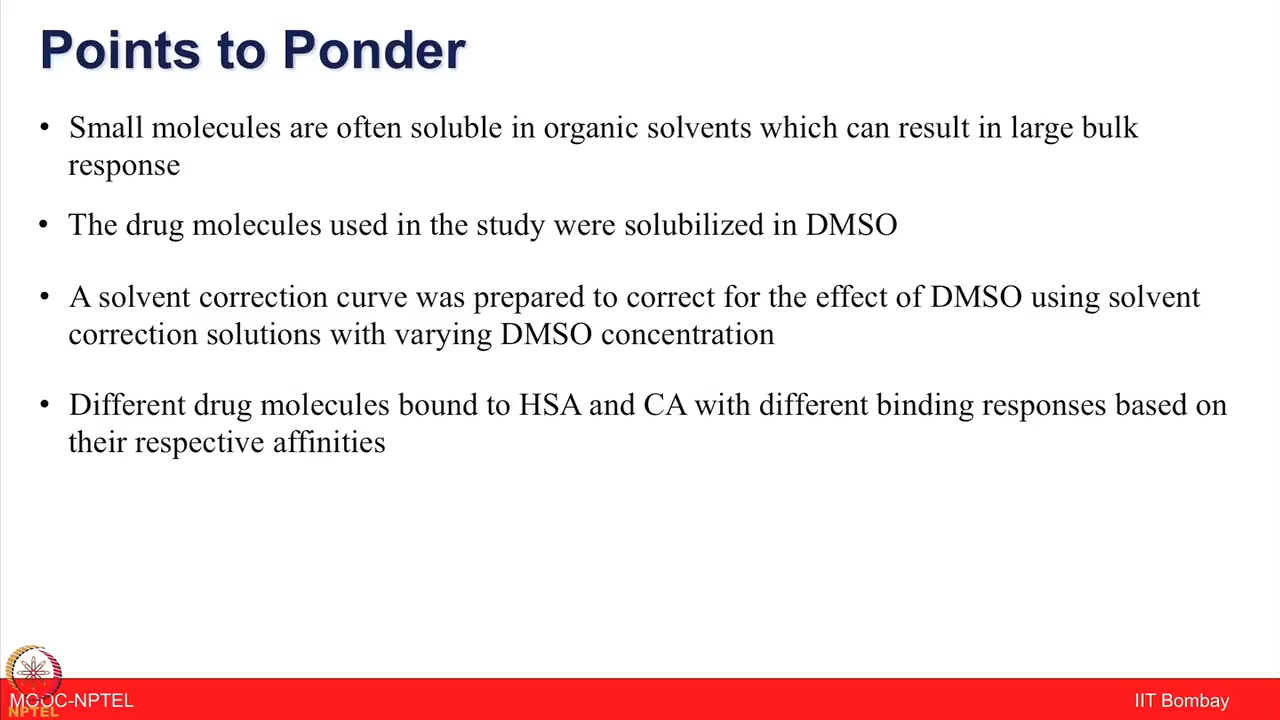 Points to Ponder
• Small molecules are often soluble in organic solvents which can result in large bulk
response
• The drug molecules used in the study were solubilized in DMSO
• A solvent correction curve was prepared to correct for the effect of DMSO using solvent
correction solutions with varying DMSO concentration
• Different drug molecules bound to HSA and CA with different binding responses based on
their respective affinities
MOOC-NPTEL
IIT Bombay
NPTEL